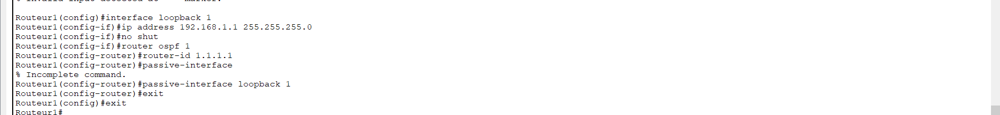 Routeur1(config)#interface loopback 1
Routeur1(config-if)#ip address 192.168.1.1 255.255.255.0
Routeur1(config-if)#no shut
Routeur1(config-if)#router ospf 1
Routeur1(config-router)#router-id 1.1.1.1
Routeur1(config-router)#passive-interface
% Incomplete command.
Routeur1(config-router)#passive-interface loopback 1
Routeur1(config-router)#exit
Routeur1(config)#exit
Routeur1#